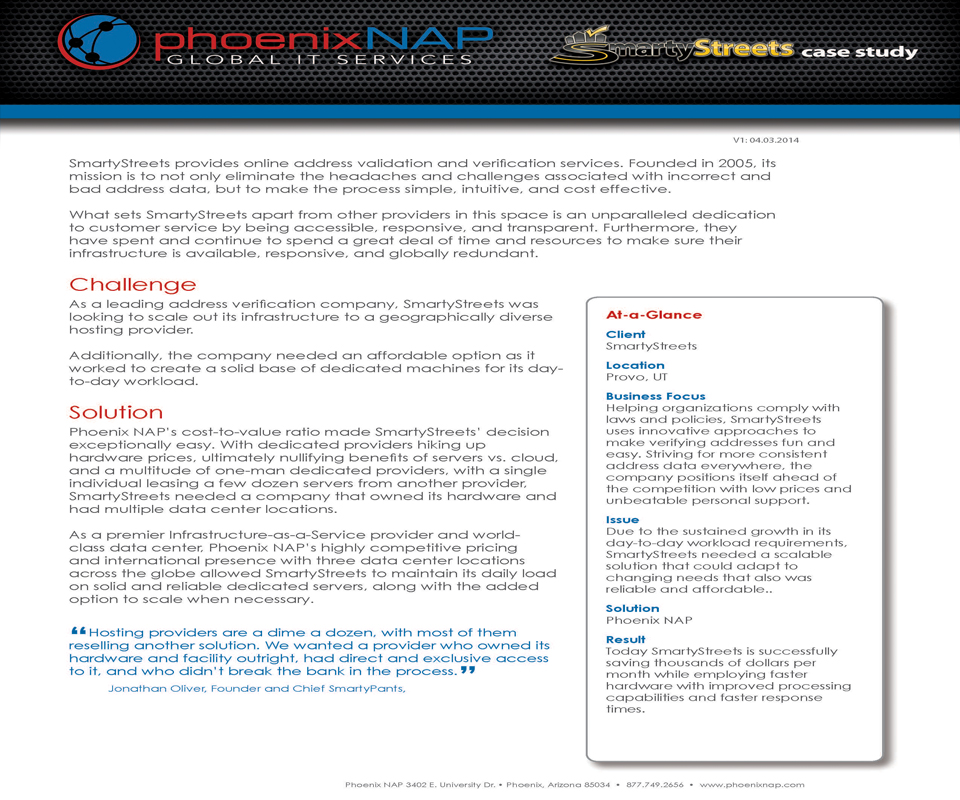 phoenixNAP
GLOBAL IT SERVICES
SmartyStreets case study
V1: 04.03.2014
SmartyStreets provides online address validation and verification services. Founded in 2005, its
mission is to not only eliminate the headaches and challenges associated with incorrect and
bad address data, but to make the process simple, intuitive, and cost effective.
What sets SmartyStreets apart from other providers in this space is an unparalleled dedication
to customer service by being accessible, responsive, and transparent. Furthermore, they
have spent and continue to spend a great deal of time and resources to make sure their
infrastructure is available, responsive, and globally redundant.
Challenge
As a leading address verification company, SmartyStreets was
looking to scale out its infrastructure to a geographically diverse
hosting provider.
Additionally, the company needed an affordable option as it
worked to create a solid base of dedicated machines for its day-
to-day workload.
Solution
Phoenix NAP's cost-to-value ratio made SmartyStreets' decision
exceptionally easy. With dedicated providers hiking up
hardware prices, ultimately nullifying benefits of servers vs. cloud,
and a multitude of one-man dedicated providers, with a single
individual leasing a few dozen servers from another provider,
SmartyStreets needed a company that owned its hardware and
had multiple data center locations.
As a premier Infrastructure-as-a-Service provider and world-
class data center, Phoenix NAP's highly competitive pricing
and international presence with three data center locations
across the globe allowed SmartyStreets to maintain its daily load
on solid and reliable dedicated servers, along with the added
option to scale when necessary.
“Hosting providers are a dime a dozen, with most of them
reselling another solution. We wanted a provider who owned its
hardware and facility outright, had direct and exclusive access
to it, and who didn't break the bank in the process.”
Jonathan Oliver, Founder and Chief SmartyPants,
At-a-Glance
Client
SmartyStreets
Location
Provo, UT
Business Focus
Helping organizations comply with
laws and policies, SmartyStreets
uses innovative approaches to
make verifying addresses fun and
easy. Striving for more consistent
address data everywhere, the
company positions itself ahead of
the competition with low prices and
unbeatable personal support.
Issue
Due to the sustained growth in its
day-to-day workload requirements,
SmartyStreets needed a scalable
solution that could adapt to
changing needs that also was
reliable and affordable..
Solution
Phoenix NAP
Result
Today SmartyStreets is successfully
saving thousands of dollars per
month while employing faster
hardware with improved processing
capabilities and faster response
times.
Phoenix NAP 3402 E. University Dr. • Phoenix, Arizona 85034 • 877.749.2656 • www.phoenixnap.com